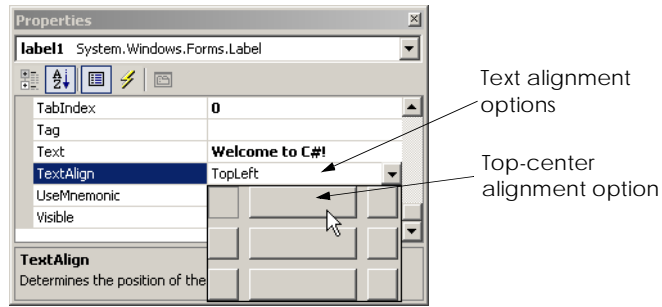 Properties
label1 System.Windows.Forms.Label
TabIndex 0
Tag
Text Welcome to C#!
TextAlign TopLeft
UseMnemonic
Visible
TextAlign
Determines the position of the
Text alignment
options
Top-center
alignment option